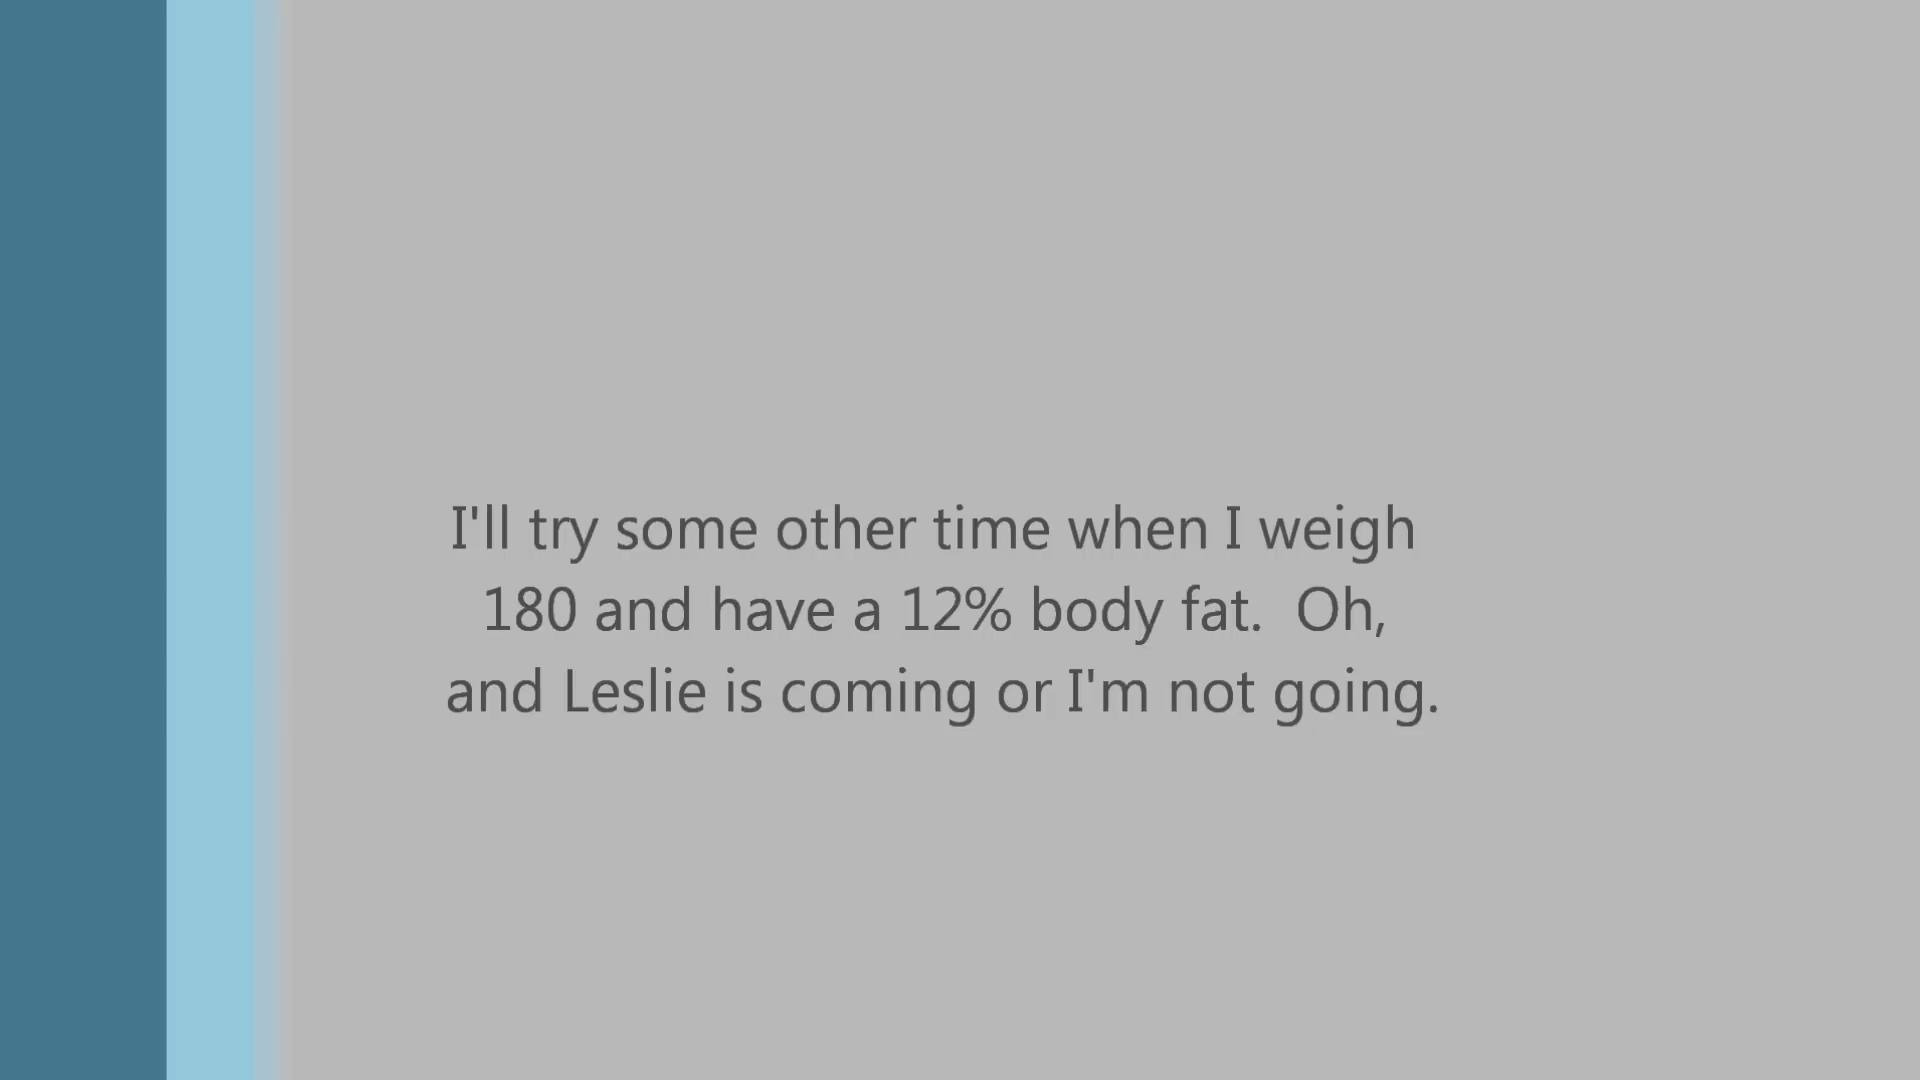 I'll try some other time when I weigh
180 and have a 12% body fat.  Oh,
and Leslie is coming or I'm not going.